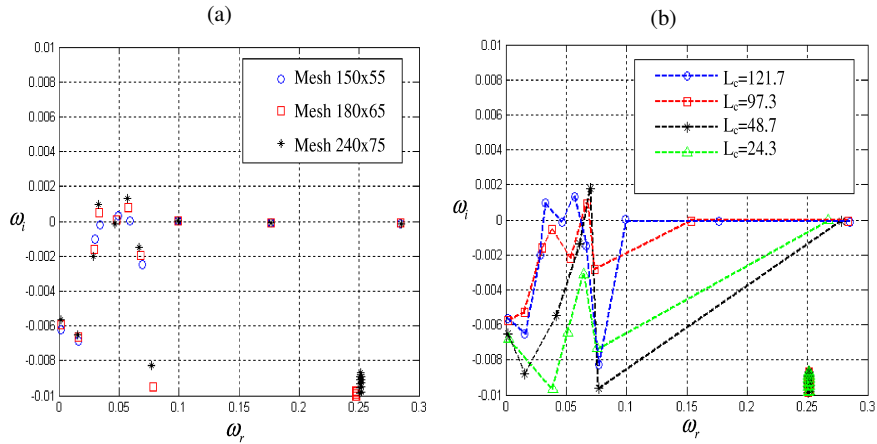 (a)
0.01
0.008
0.006
0.004
0.002
0
-0.002
-0.004
-0.006
-0.008
-0.01
ω_i
Mesh 150x55
Mesh 180x65
Mesh 240x75
0
0.05
0.1
0.15
0.2
0.25
0.3
ω_r
(b)
0.01
0.008
0.006
0.004
0.002
0
-0.002
-0.004
-0.006
-0.008
-0.01
ω_i
L_c=121.7
L_c=97.3
L_c=48.7
L_c=24.3
0
0.05
0.1
0.15
0.2
0.25
0.3
ω_r